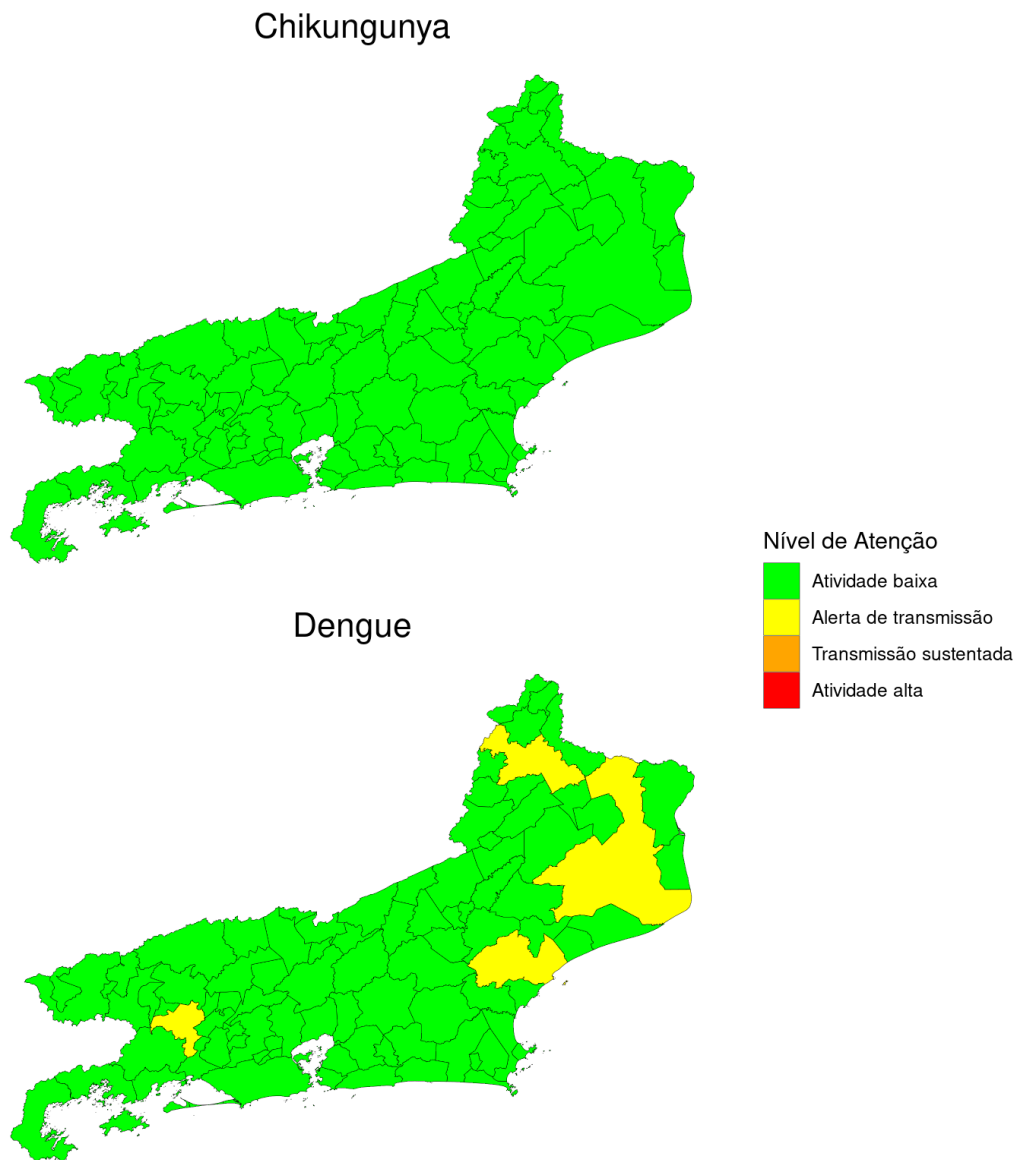 Chikungunya
Nível de Atenção
Atividade baixa
Alerta de transmissão
Transmissão sustentada
Atividade alta
Dengue